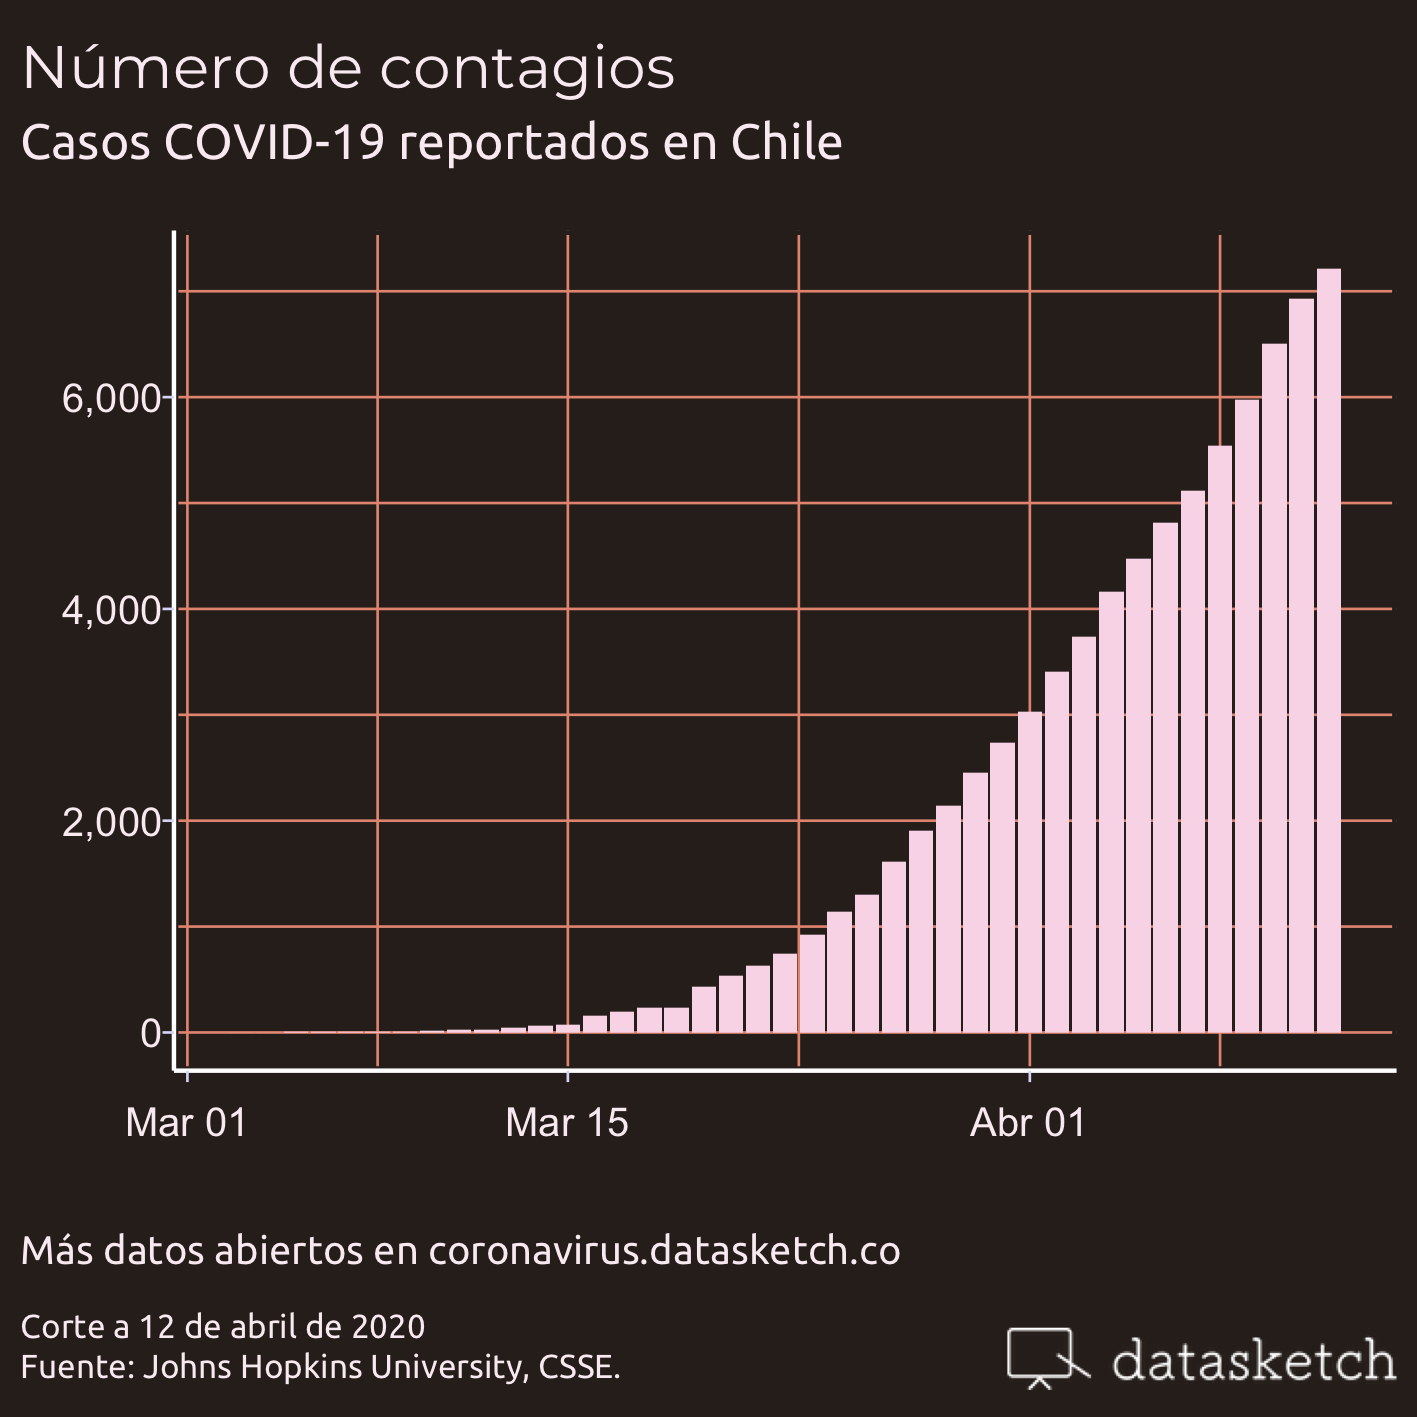 Número de contagios
Casos COVID-19 reportados en Chile
6,000
4,000
2,000
0
Mar 01
Mar 15
Abr 01
Más datos abiertos en coronavirus.datasketch.co
Corte a 12 de abril de 2020
Fuente: Johns Hopkins University, CSSE.
datasketch